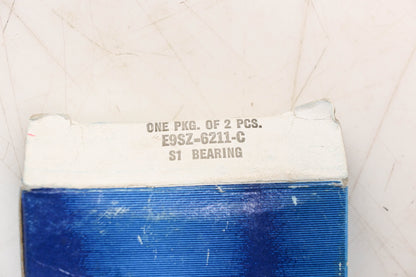 ONE PKG. OF 2 PCS.
E9SZ-6211-C
S1 BEARING